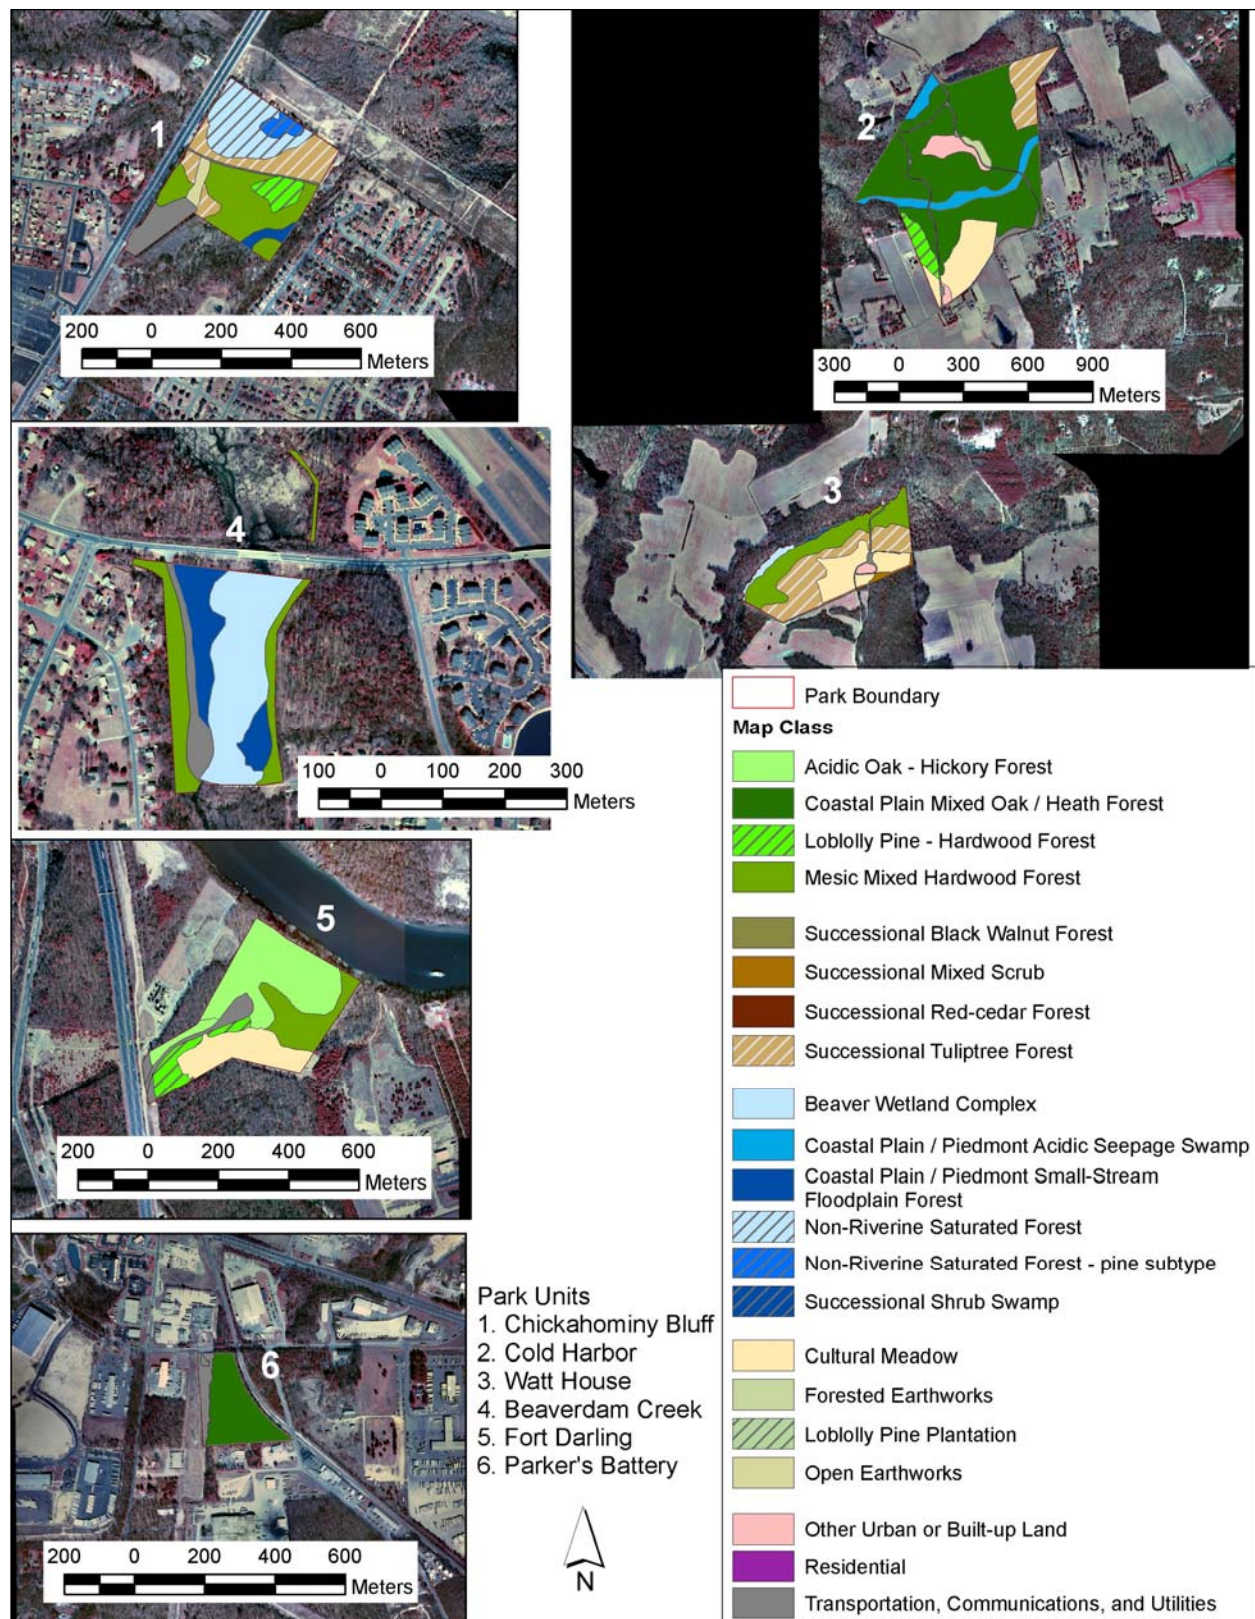 1
200 0 200 400 600
Meters
2
300 0 300 600 900
Meters
3
4
100 0 100 200 300
Meters
5
200 0 200 400 600
Meters
6
200 0 200 400 600
Meters
Park Units
1. Chickahominy Bluff
2. Cold Harbor
3. Watt House
4. Beaverdam Creek
5. Fort Darling
6. Parker's Battery
N
Park Boundary
Map Class
Acidic Oak - Hickory Forest
Coastal Plain Mixed Oak / Heath Forest
Loblolly Pine - Hardwood Forest
Mesic Mixed Hardwood Forest
Successional Black Walnut Forest
Successional Mixed Scrub
Successional Red-cedar Forest
Successional Tuliptree Forest
Beaver Wetland Complex
Coastal Plain / Piedmont Acidic Seepage Swamp
Coastal Plain / Piedmont Small-Stream
Floodplain Forest
Non-Riverine Saturated Forest
Non-Riverine Saturated Forest - pine subtype
Successional Shrub Swamp
Cultural Meadow
Forested Earthworks
Loblolly Pine Plantation
Open Earthworks
Other Urban or Built-up Land
Residential
Transportation, Communications, and Utilities